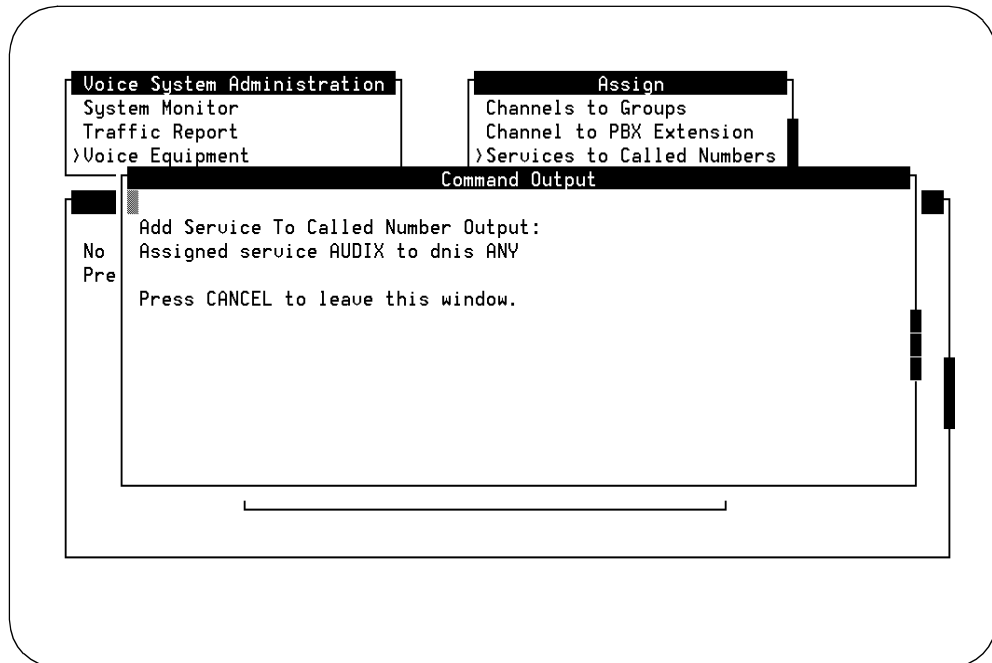 Voice System Administration
System Monitor
Traffic Report
>Voice Equipment
Assign
Channels to Groups
Channel to PBX Extension
>Services to Called Numbers
Command Output
Add Service To Called Number Output:
Assigned service AUDIX to dnis ANY
Press CANCEL to leave this window.
No
Pre